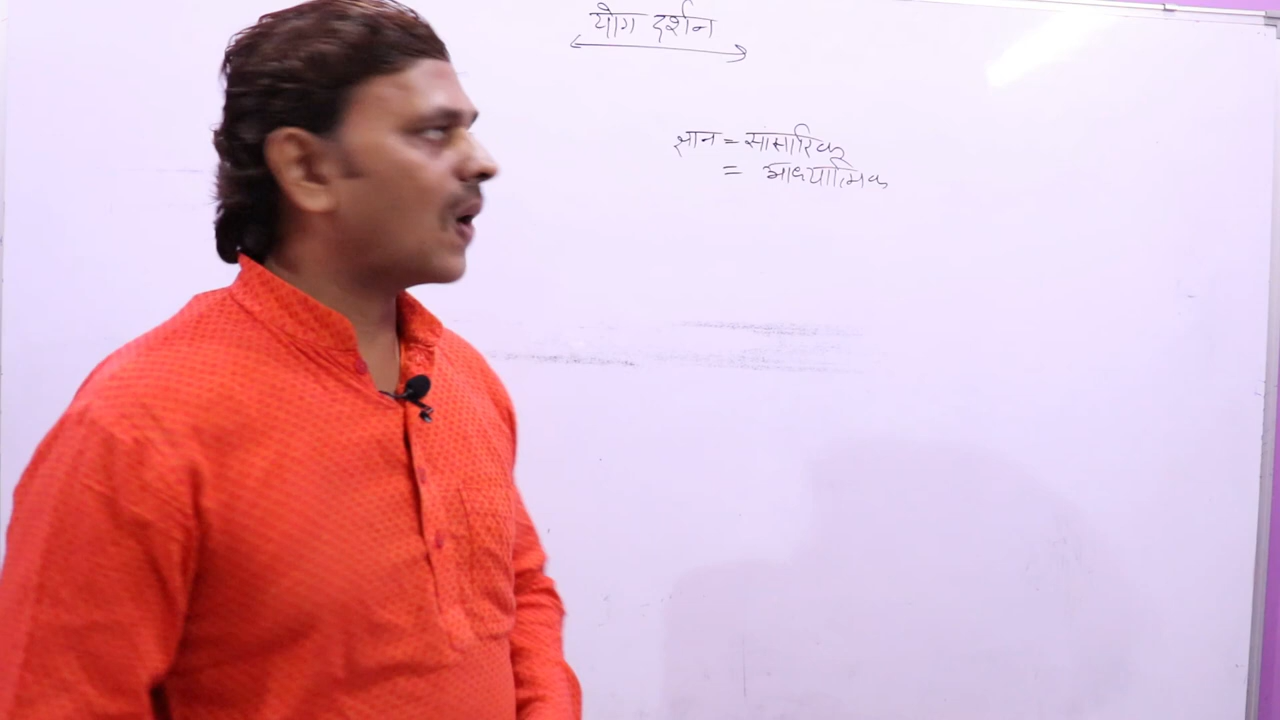 योग दर्शन
ज्ञान = सासारिक
= आध्यात्मिक